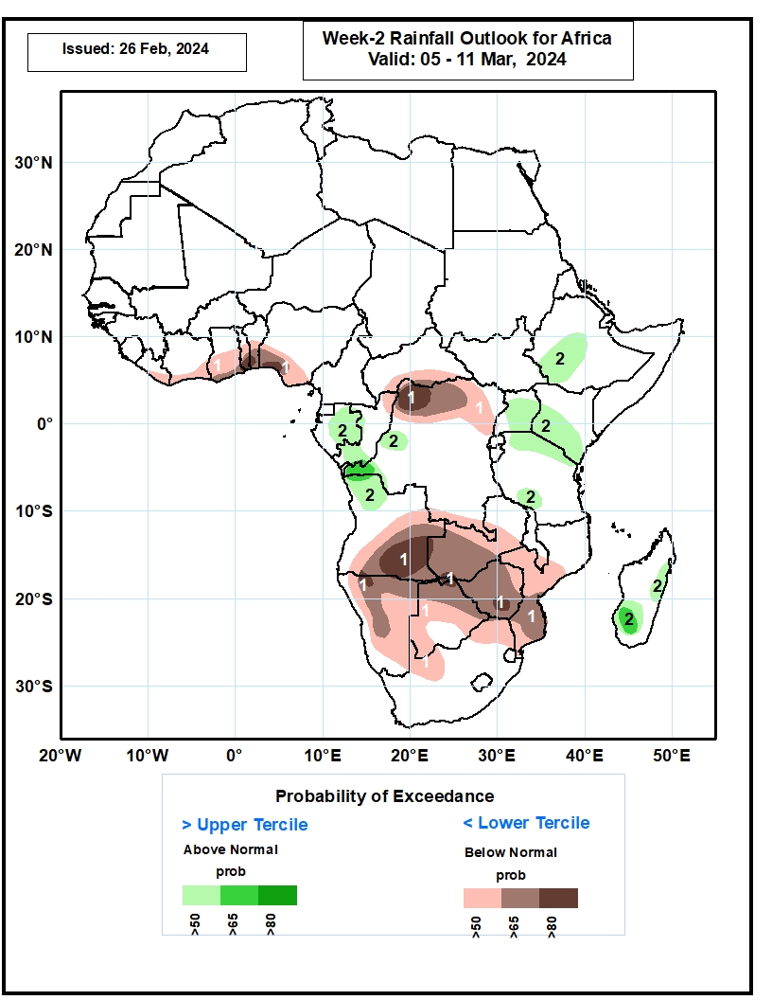 Issued: 26 Feb, 2024
Week-2 Rainfall Outlook for Africa
Valid: 05 - 11 Mar, 2024
30°N
20°N
10°N
0°
10°S
20°S
30°S
2
1
1
1
1
2
2
2
2
2
1
1
1
1
1
1
1
2
2
20°W
10°W
0°
10°E
20°E
30°E
40°E
50°E
Probability of Exceedance
> Upper Tercile
< Lower Tercile
Above Normal
Below Normal
prob
prob
>50
>65
>80
>50
>65
>80